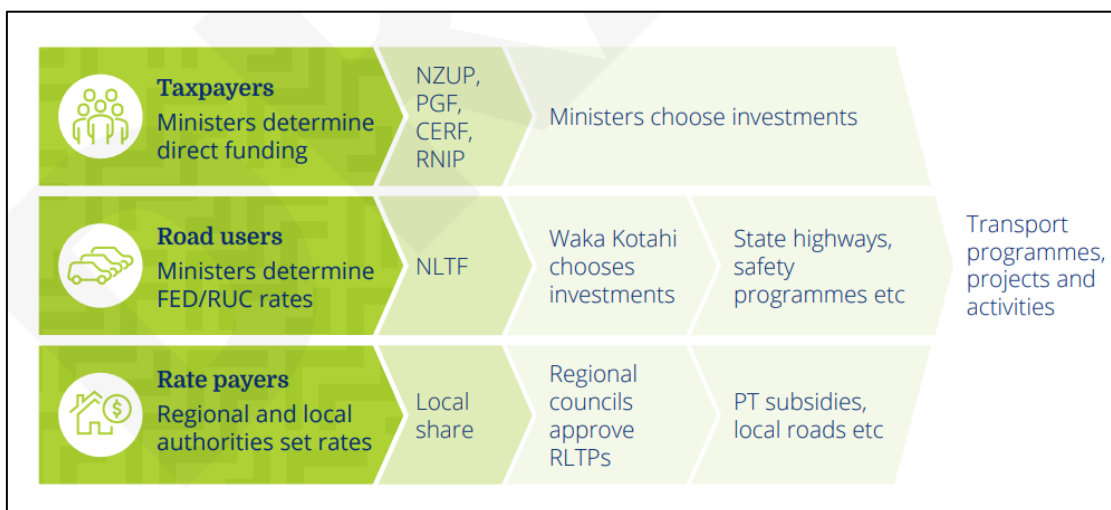 Taxpayers
Ministers determine
direct funding
NZUP,
PGF,
CERF,
RNIP
Ministers choose investments
Road users
Ministers determine
FED/RUC rates
NLTF
Waka Kotahi
chooses
investments
State highways,
safety
programmes etc
Rate payers
Regional and local
authorities set rates
Local
share
Regional
councils
approve
RLTPs
PT subsidies,
local roads etc
Transport
programmes,
projects and
activities
$